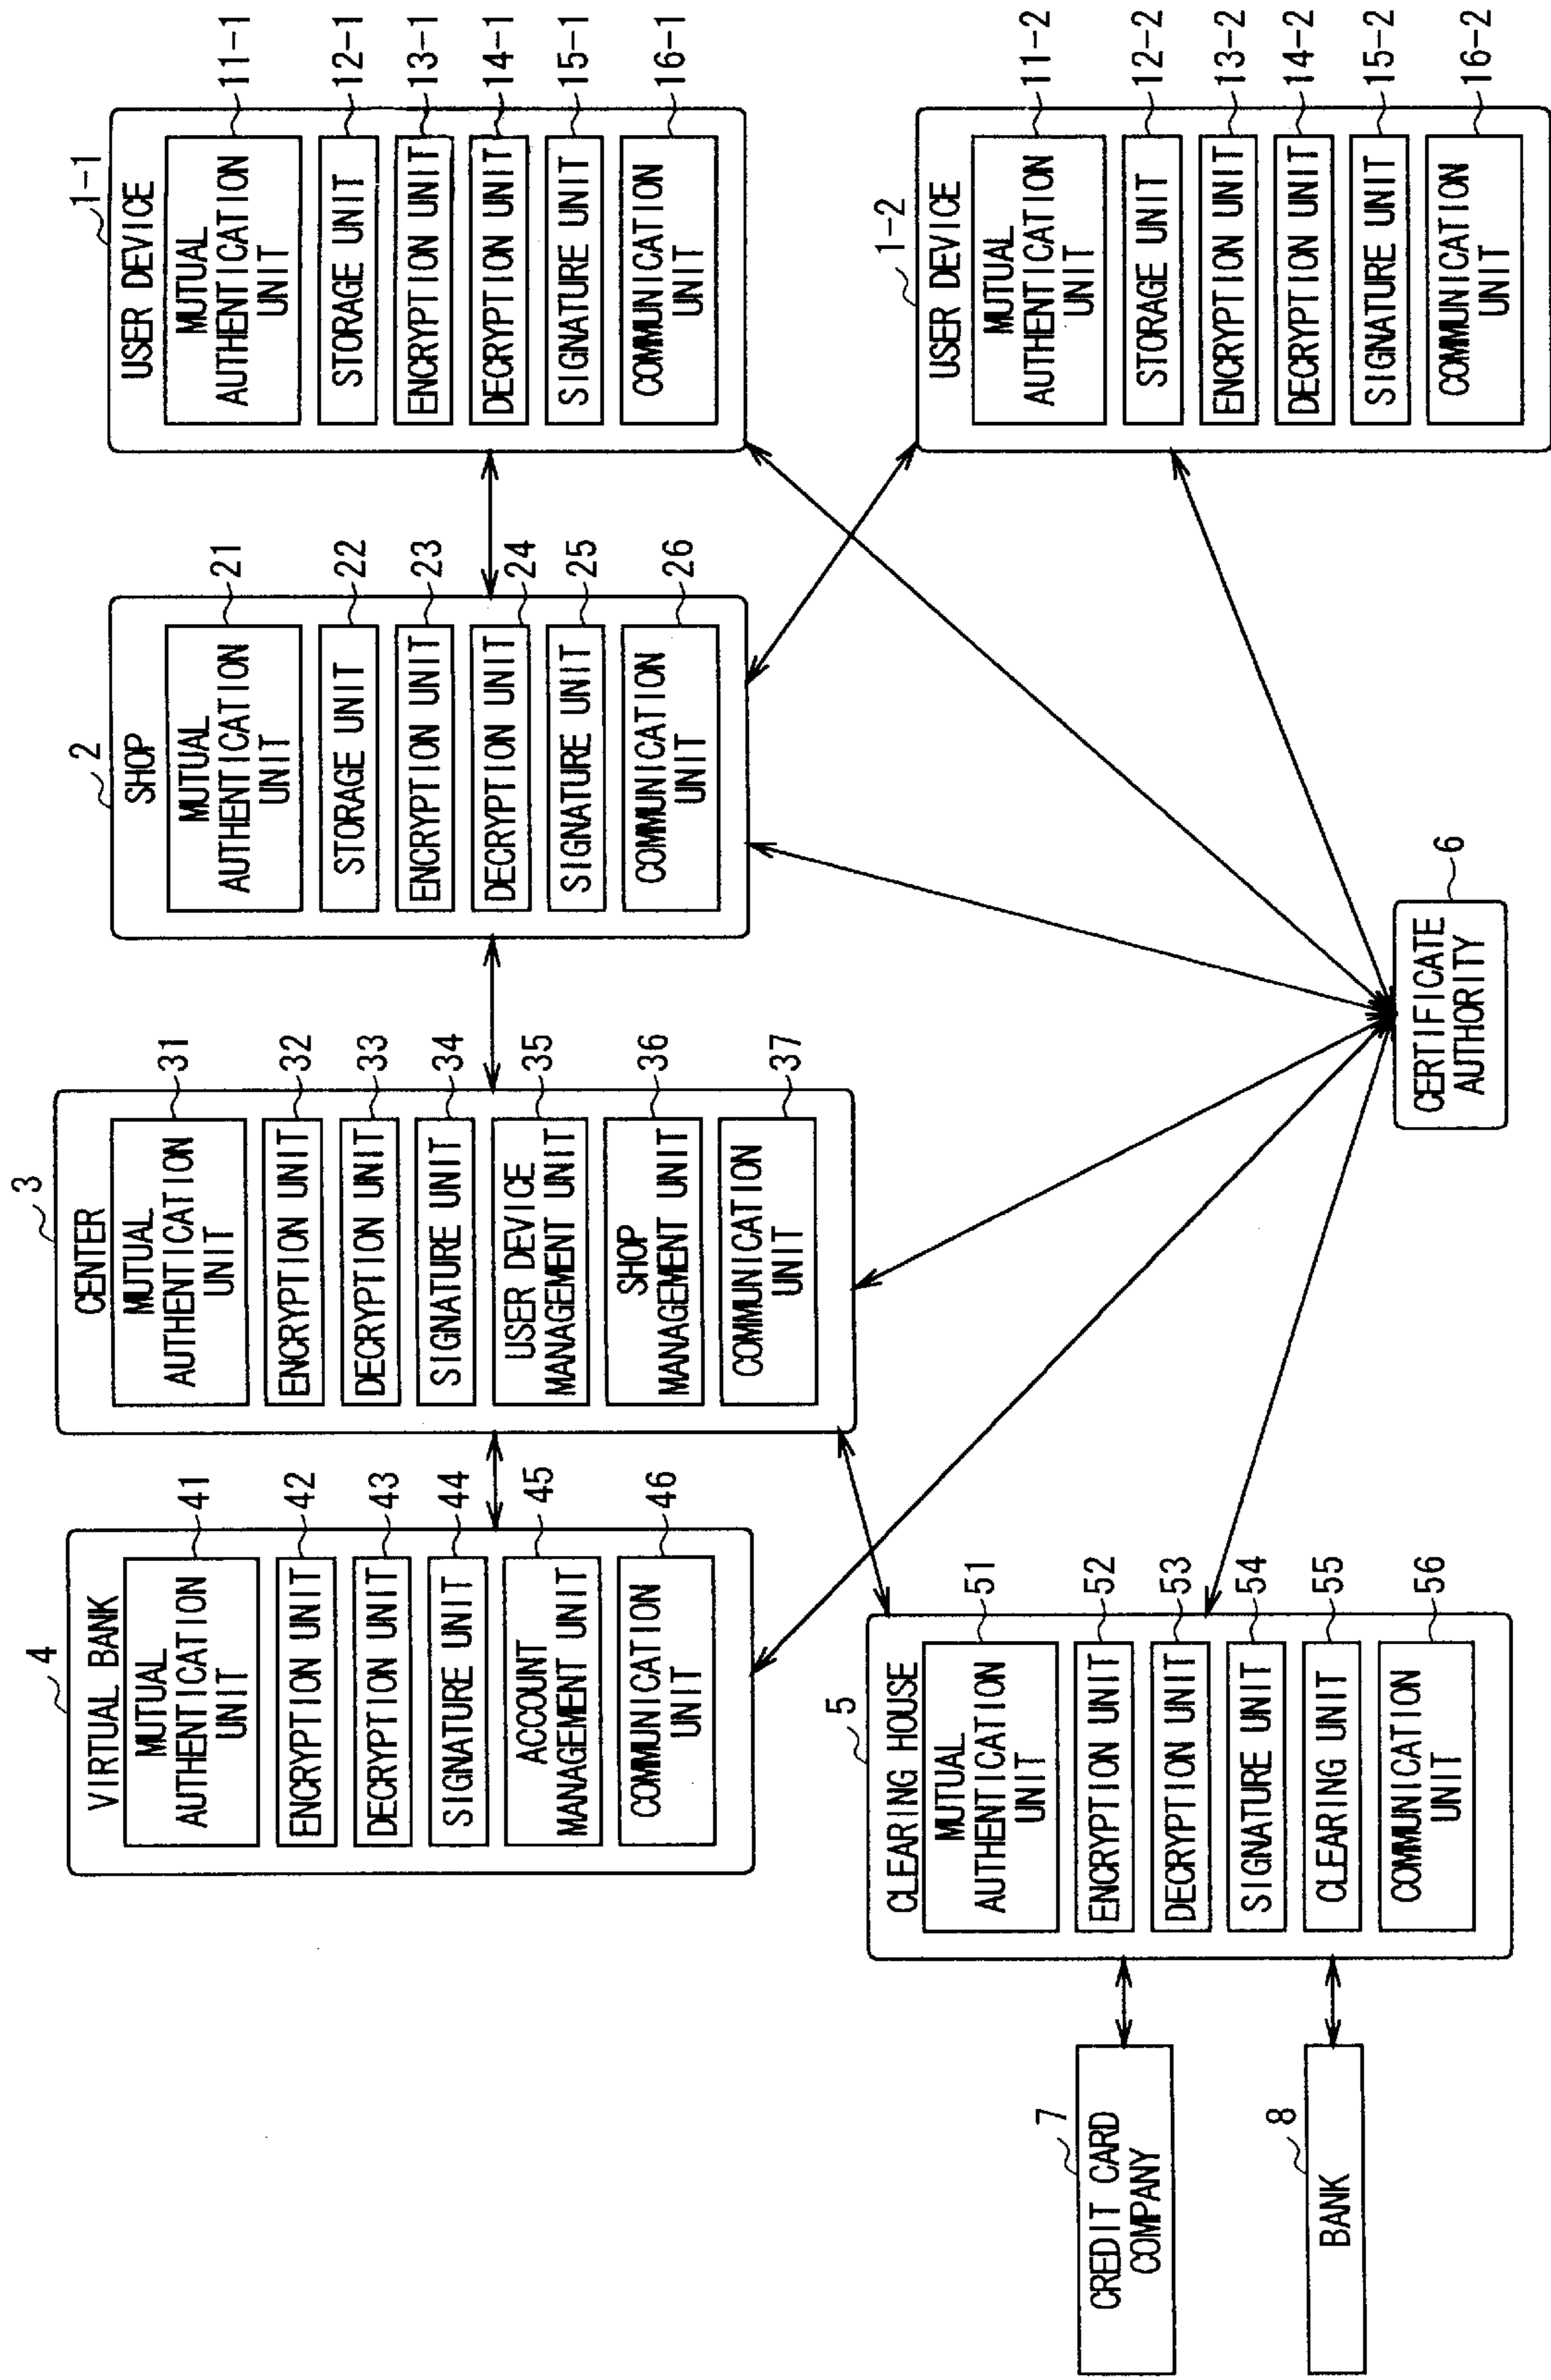 4
VIRTUAL BANK
MUTUAL
AUTHENTICATION
UNIT
41
ENCRYPTION UNIT
42
DECRYPTION UNIT
43
SIGNATURE UNIT
44
ACCOUNT
MANAGEMENT UNIT
45
COMMUNICATION
UNIT
46
3
CENTER
MUTUAL
AUTHENTICATION
UNIT
31
ENCRYPTION UNIT
32
DECRYPTION UNIT
33
SIGNATURE UNIT
34
USER DEVICE
MANAGEMENT UNIT
35
SHOP
MANAGEMENT UNIT
36
COMMUNICATION
UNIT
37
2
SHOP
MUTUAL
AUTHENTICATION
UNIT
21
STORAGE UNIT
22
ENCRYPTION UNIT
23
DECRYPTION UNIT
24
SIGNATURE UNIT
25
COMMUNICATION
UNIT
26
1-1
USER DEVICE
MUTUAL
AUTHENTICATION
UNIT
11-1
STORAGE UNIT
12-1
ENCRYPTION UNIT
13-1
DECRYPTION UNIT
14-1
SIGNATURE UNIT
15-1
COMMUNICATION
UNIT
16-1
7
CREDIT CARD
COMPANY
8
BANK
5
CLEARING HOUSE
MUTUAL
AUTHENTICATION
UNIT
51
ENCRYPTION UNIT
52
DECRYPTION UNIT
53
SIGNATURE UNIT
54
CLEARING UNIT
55
COMMUNICATION
UNIT
56
CERTIFICATE
AUTHORITY
6
1-2
USER DEVICE
MUTUAL
AUTHENTICATION
UNIT
11-2
STORAGE UNIT
12-2
ENCRYPTION UNIT
13-2
DECRYPTION UNIT
14-2
SIGNATURE UNIT
15-2
COMMUNICATION
UNIT
16-2